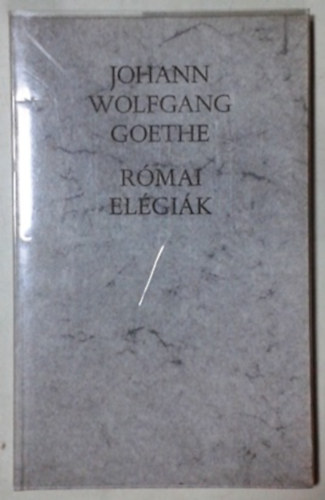 JOHANN
WOLFGANG
GOETHE
RÓMAI
ELÉGIÁK